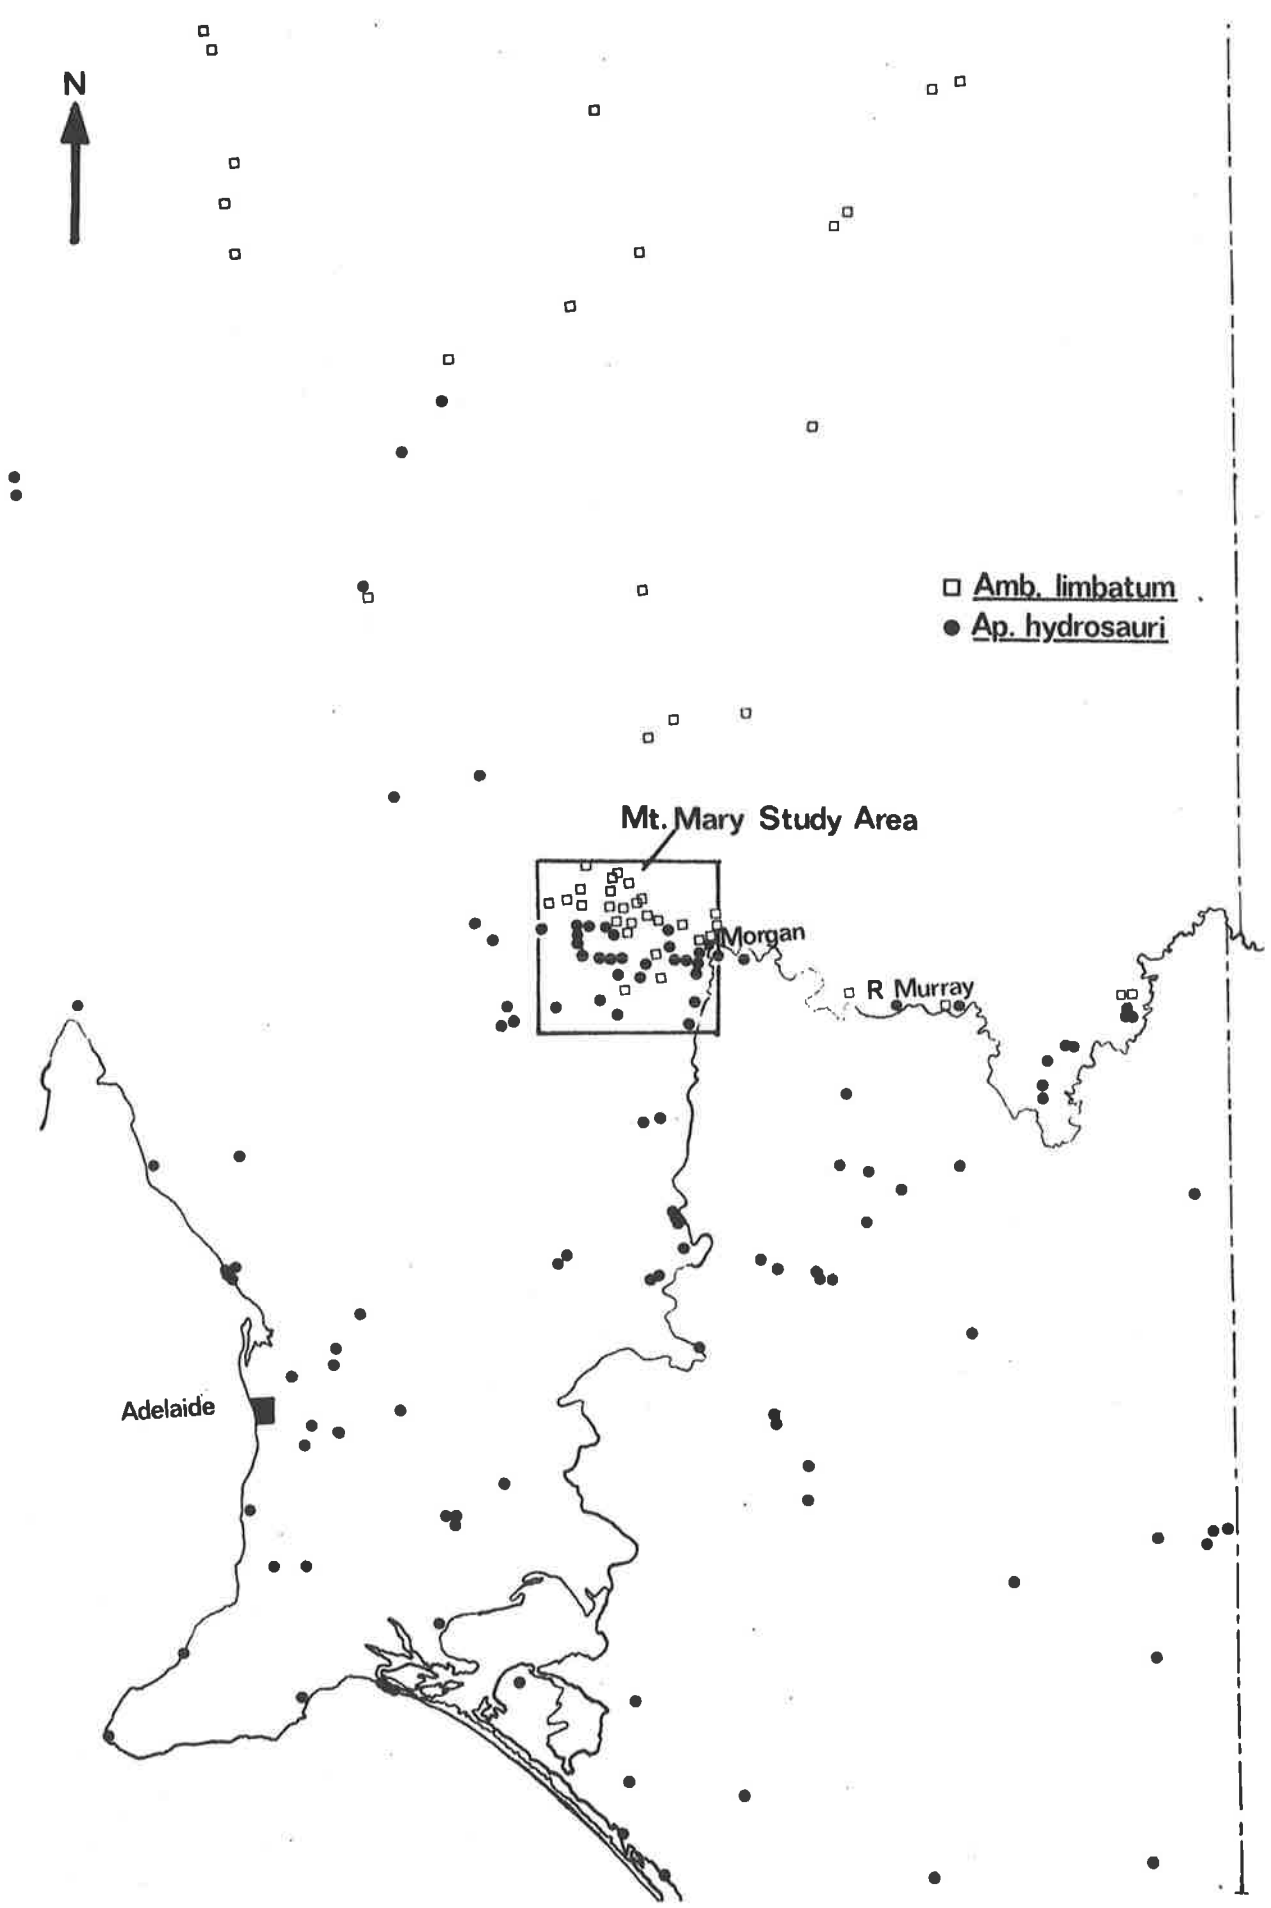 N
Amb. limbatum
Ap. hydrosauri
Mt. Mary Study Area
Morgan
R Murray
Adelaide